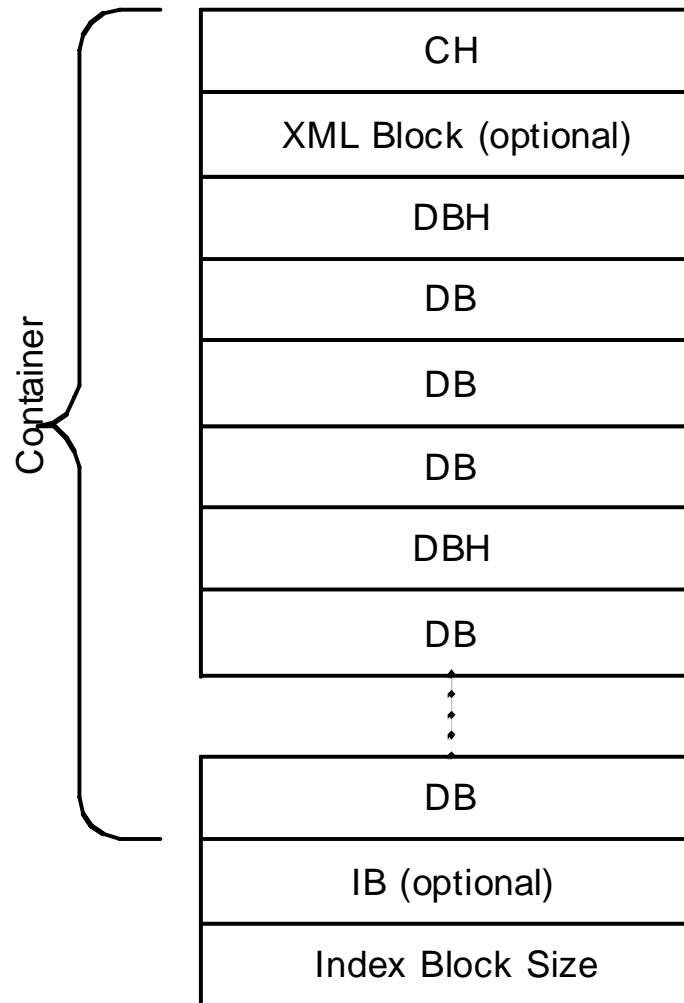 CH
XML Block (optional)
DBH
DB
DB
DB
DBH
DB
DB
IB (optional)
Index Block Size
Container